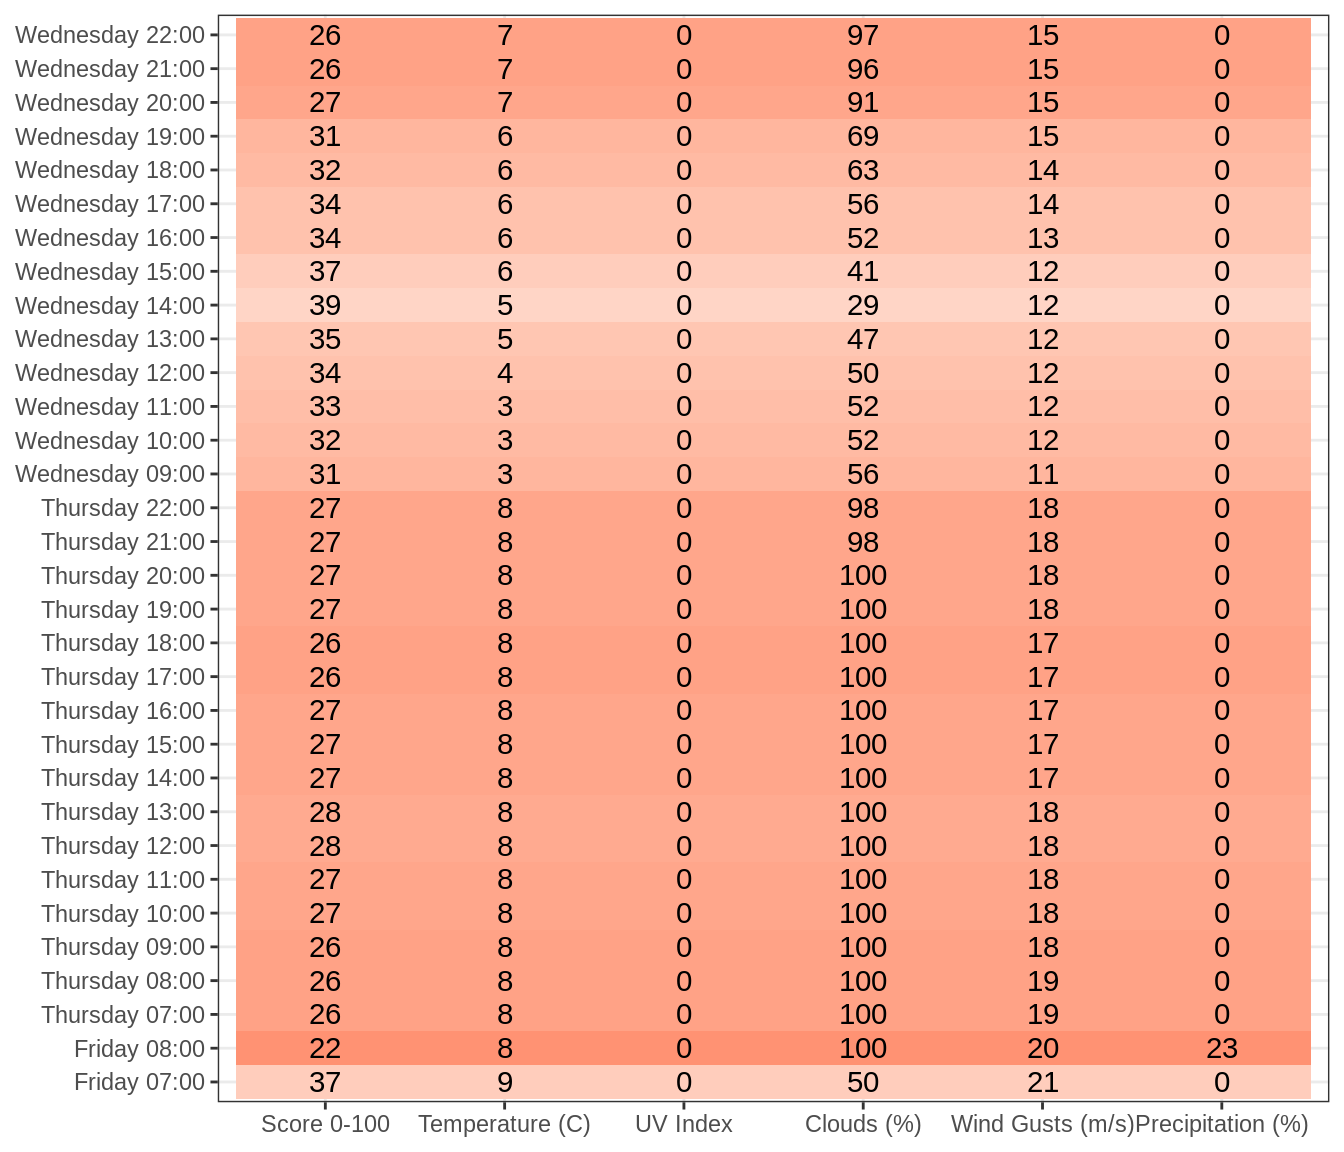 Wednesday 22:00 26 7 0 97 15 0
Wednesday 21:00 26 7 0 96 15 0
Wednesday 20:00 27 7 0 91 15 0
Wednesday 19:00 31 6 0 69 15 0
Wednesday 18:00 32 6 0 63 14 0
Wednesday 17:00 34 6 0 56 14 0
Wednesday 16:00 34 6 0 52 13 0
Wednesday 15:00 37 6 0 41 12 0
Wednesday 14:00 39 5 0 29 12 0
Wednesday 13:00 35 5 0 47 12 0
Wednesday 12:00 34 4 0 50 12 0
Wednesday 11:00 33 3 0 52 12 0
Wednesday 10:00 32 3 0 52 12 0
Wednesday 09:00 31 3 0 56 11 0
Thursday 22:00 27 8 0 98 18 0
Thursday 21:00 27 8 0 98 18 0
Thursday 20:00 27 8 0 100 18 0
Thursday 19:00 27 8 0 100 18 0
Thursday 18:00 26 8 0 100 17 0
Thursday 17:00 26 8 0 100 17 0
Thursday 16:00 27 8 0 100 17 0
Thursday 15:00 27 8 0 100 17 0
Thursday 14:00 27 8 0 100 17 0
Thursday 13:00 28 8 0 100 18 0
Thursday 12:00 28 8 0 100 18 0
Thursday 11:00 27 8 0 100 18 0
Thursday 10:00 27 8 0 100 18 0
Thursday 09:00 26 8 0 100 18 0
Thursday 08:00 26 8 0 100 19 0
Thursday 07:00 26 8 0 100 19 0
Friday 08:00 22 8 0 100 20 23
Friday 07:00 37 9 0 50 21 0
Score 0-100 Temperature (C) UV Index Clouds (%) Wind Gusts (m/s) Precipitation (%)